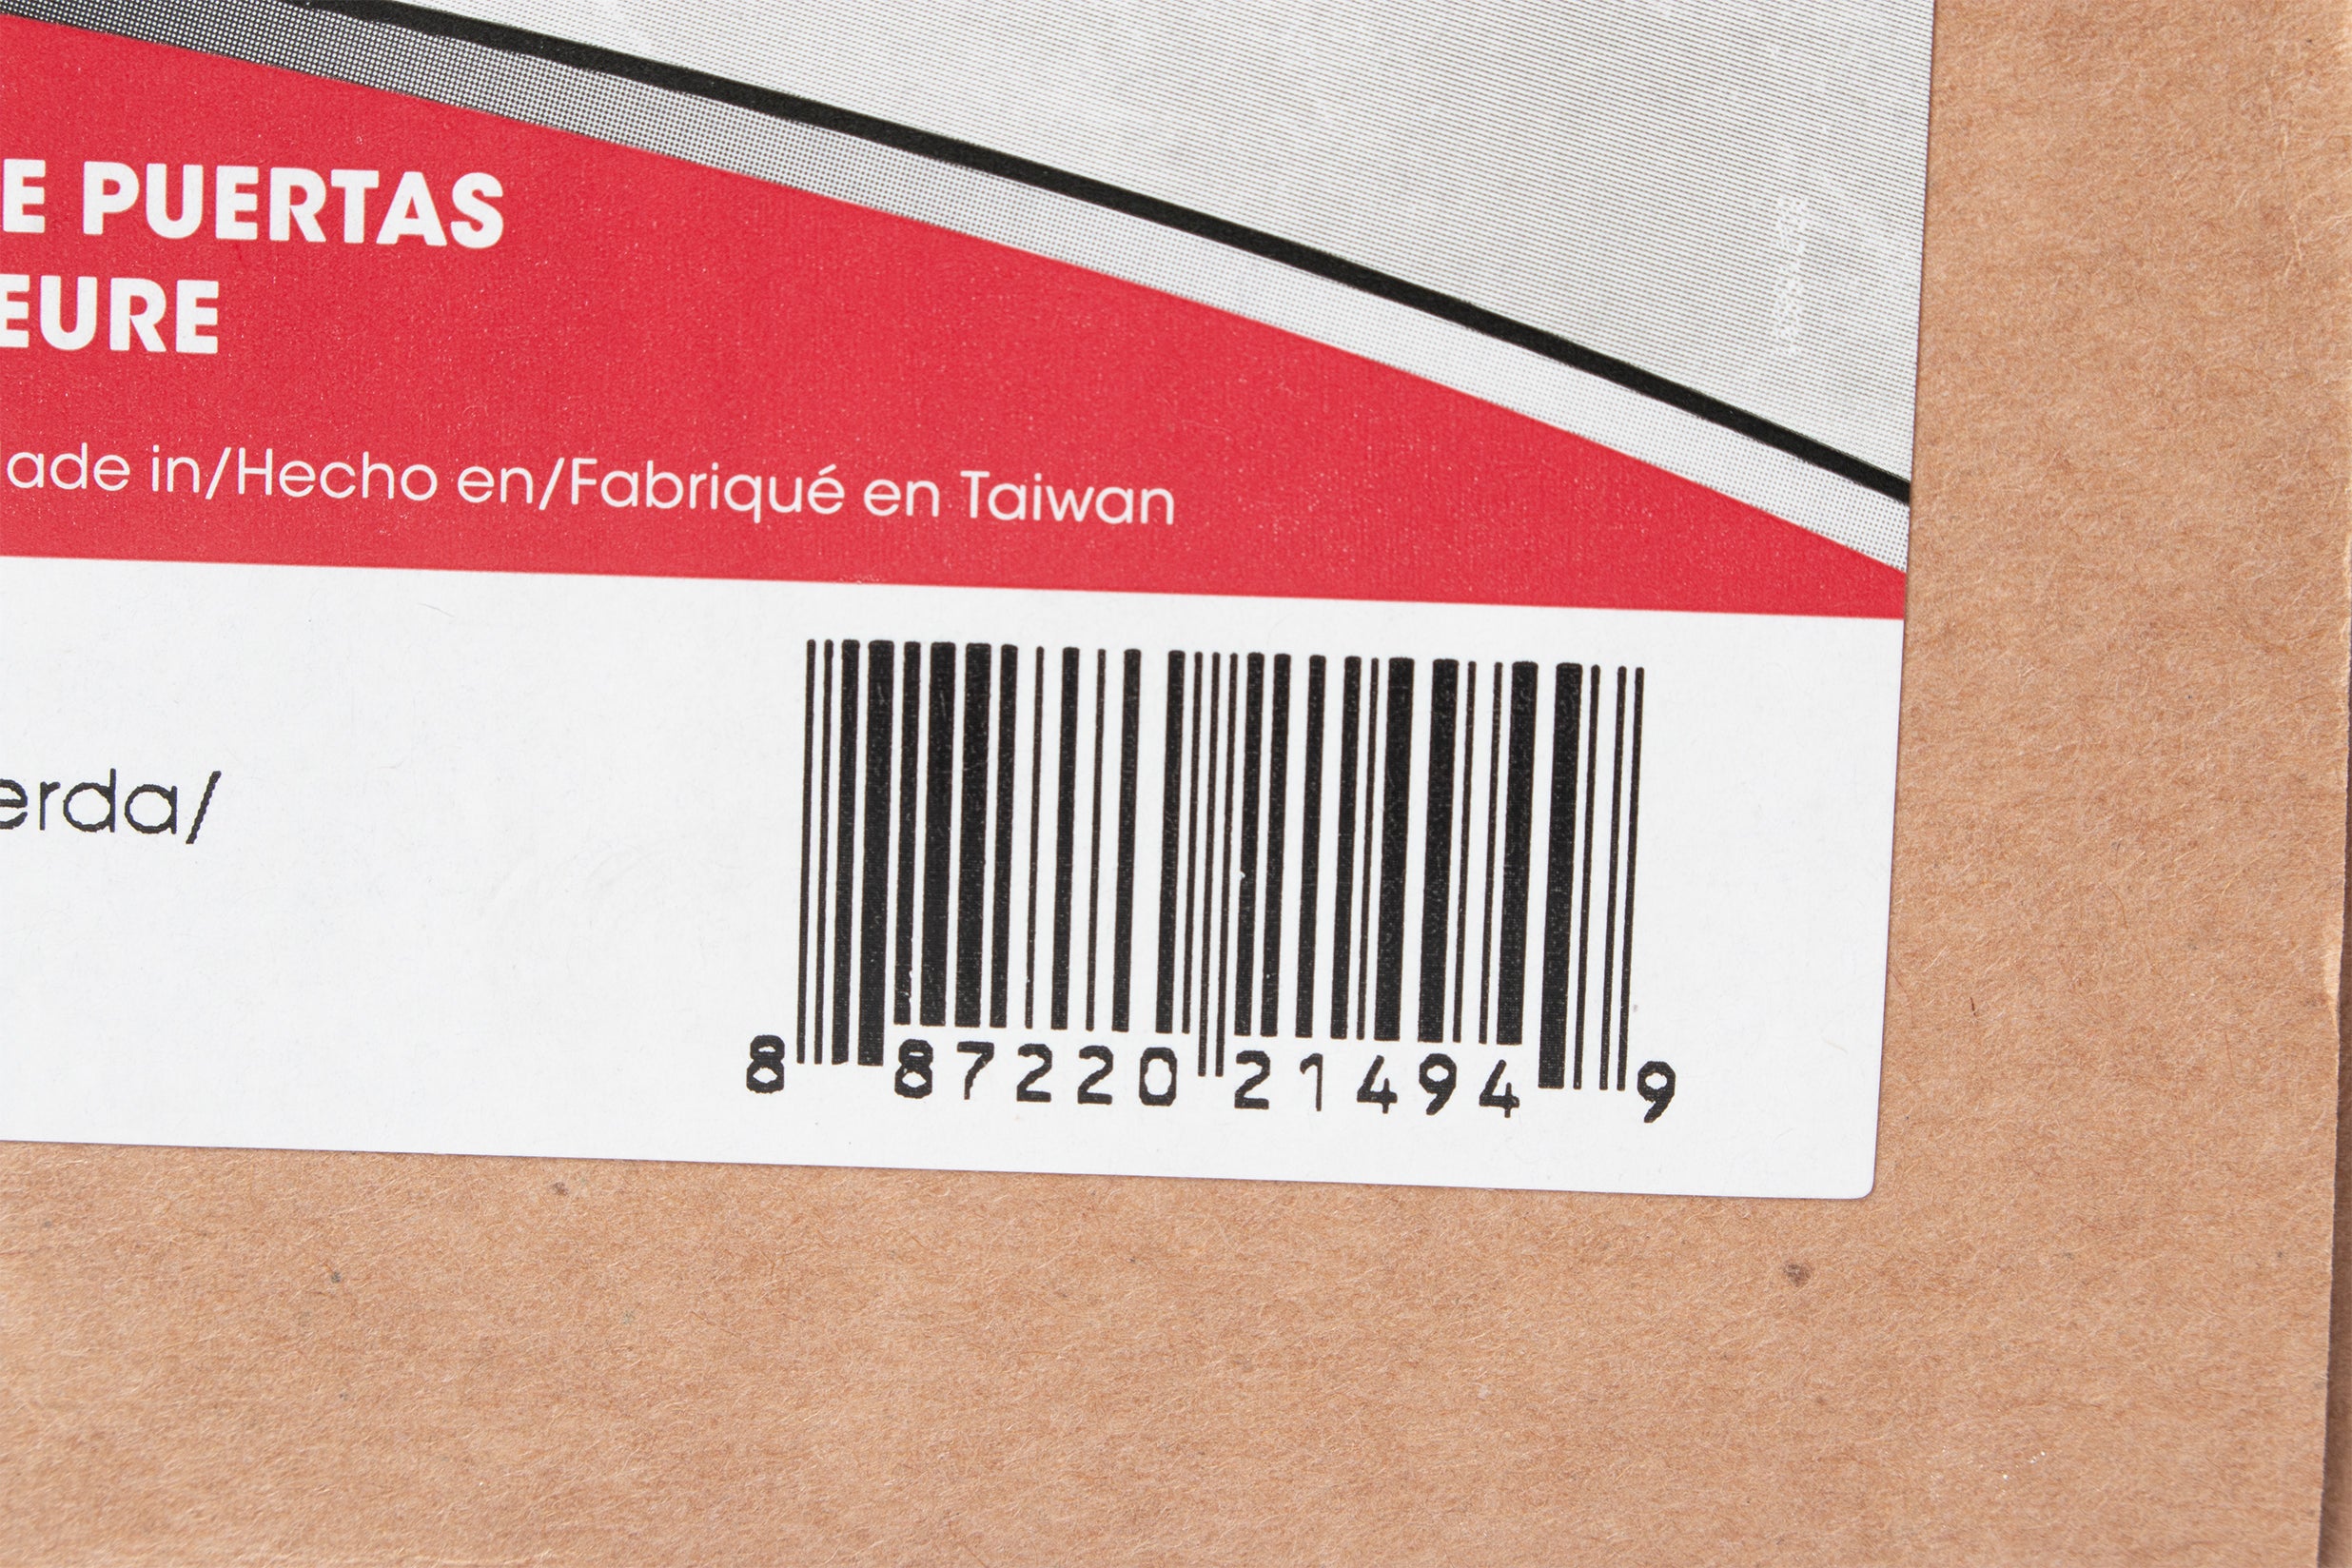 E PUERTAS
EURE
ade in/Hecho en/Fabriqué en Taiwan
erda/
8 87220 21494 9